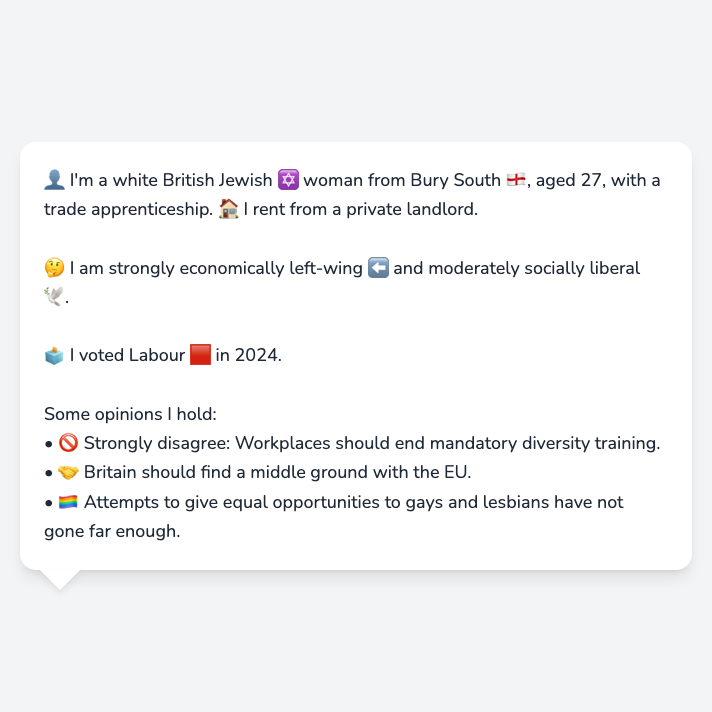 👤 I'm a white British Jewish ✡️ woman from Bury South 🏴󠁧󠁢󠁥󠁮󠁧󠁿, aged 27, with a
trade apprenticeship. 🏠 I rent from a private landlord.
🤔 I am strongly economically left-wing ⬅️ and moderately socially liberal
🕊️.
🗳️ I voted Labour 🟥 in 2024.
Some opinions I hold:
• 🚫 Strongly disagree: Workplaces should end mandatory diversity training.
• 🤝 Britain should find a middle ground with the EU.
• 🏳️‍🌈 Attempts to give equal opportunities to gays and lesbians have not
gone far enough.